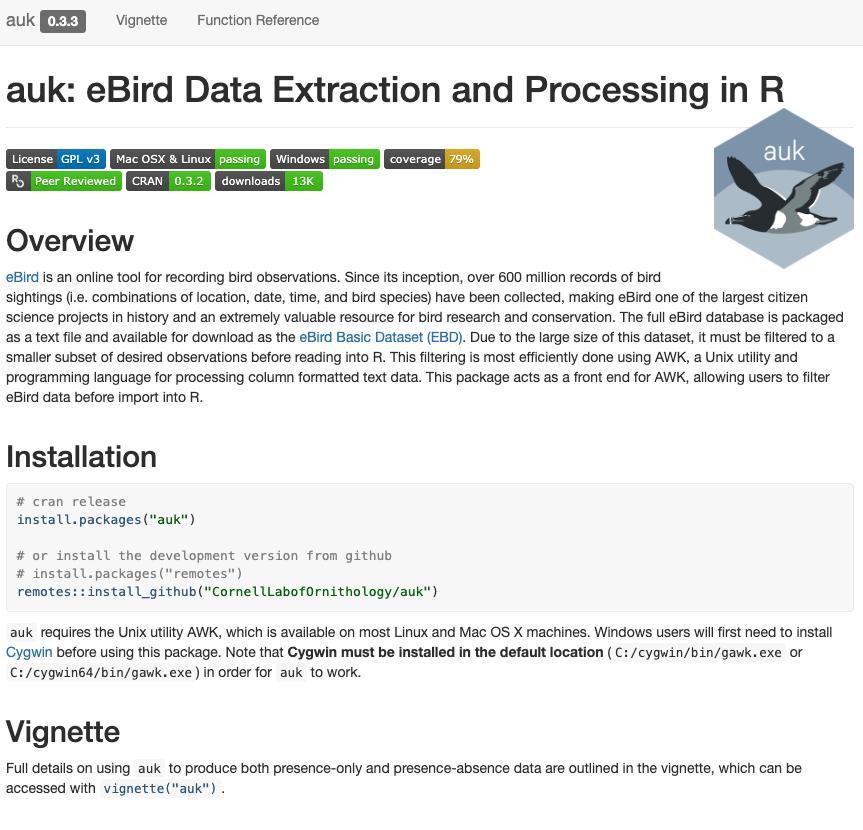 auk 0.3.3 Vignette Function Reference
auk: eBird Data Extraction and Processing in R
License GPL v3 Mac OSX & Linux passing Windows passing coverage 79%
R Peer Reviewed CRAN 0.3.2 downloads 13K
auk
Overview
eBird is an online tool for recording bird observations. Since its inception, over 600 million records of bird
sightings (i.e. combinations of location, date, time, and bird species) have been collected, making eBird one of the largest citizen
science projects in history and an extremely valuable resource for bird research and conservation. The full eBird database is packaged
as a text file and available for download as the eBird Basic Dataset (EBD). Due to the large size of this dataset, it must be filtered to a
smaller subset of desired observations before reading into R. This filtering is most efficiently done using AWK, a Unix utility and
programming language for processing column formatted text data. This package acts as a front end for AWK, allowing users to filter
eBird data before import into R.
Installation
# cran release
install.packages("auk")
# or install the development version from github
# install.packages("remotes")
remotes::install_github("CornellLabofOrnithology/auk")
auk requires the Unix utility AWK, which is available on most Linux and Mac OS X machines. Windows users will first need to install
Cygwin before using this package. Note that Cygwin must be installed in the default location (C:/cygwin/bin/gawk.exe or
C:/cygwin64/bin/gawk.exe) in order for auk to work.
Vignette
Full details on using auk to produce both presence-only and presence-absence data are outlined in the vignette, which can be
accessed with vignette("auk").